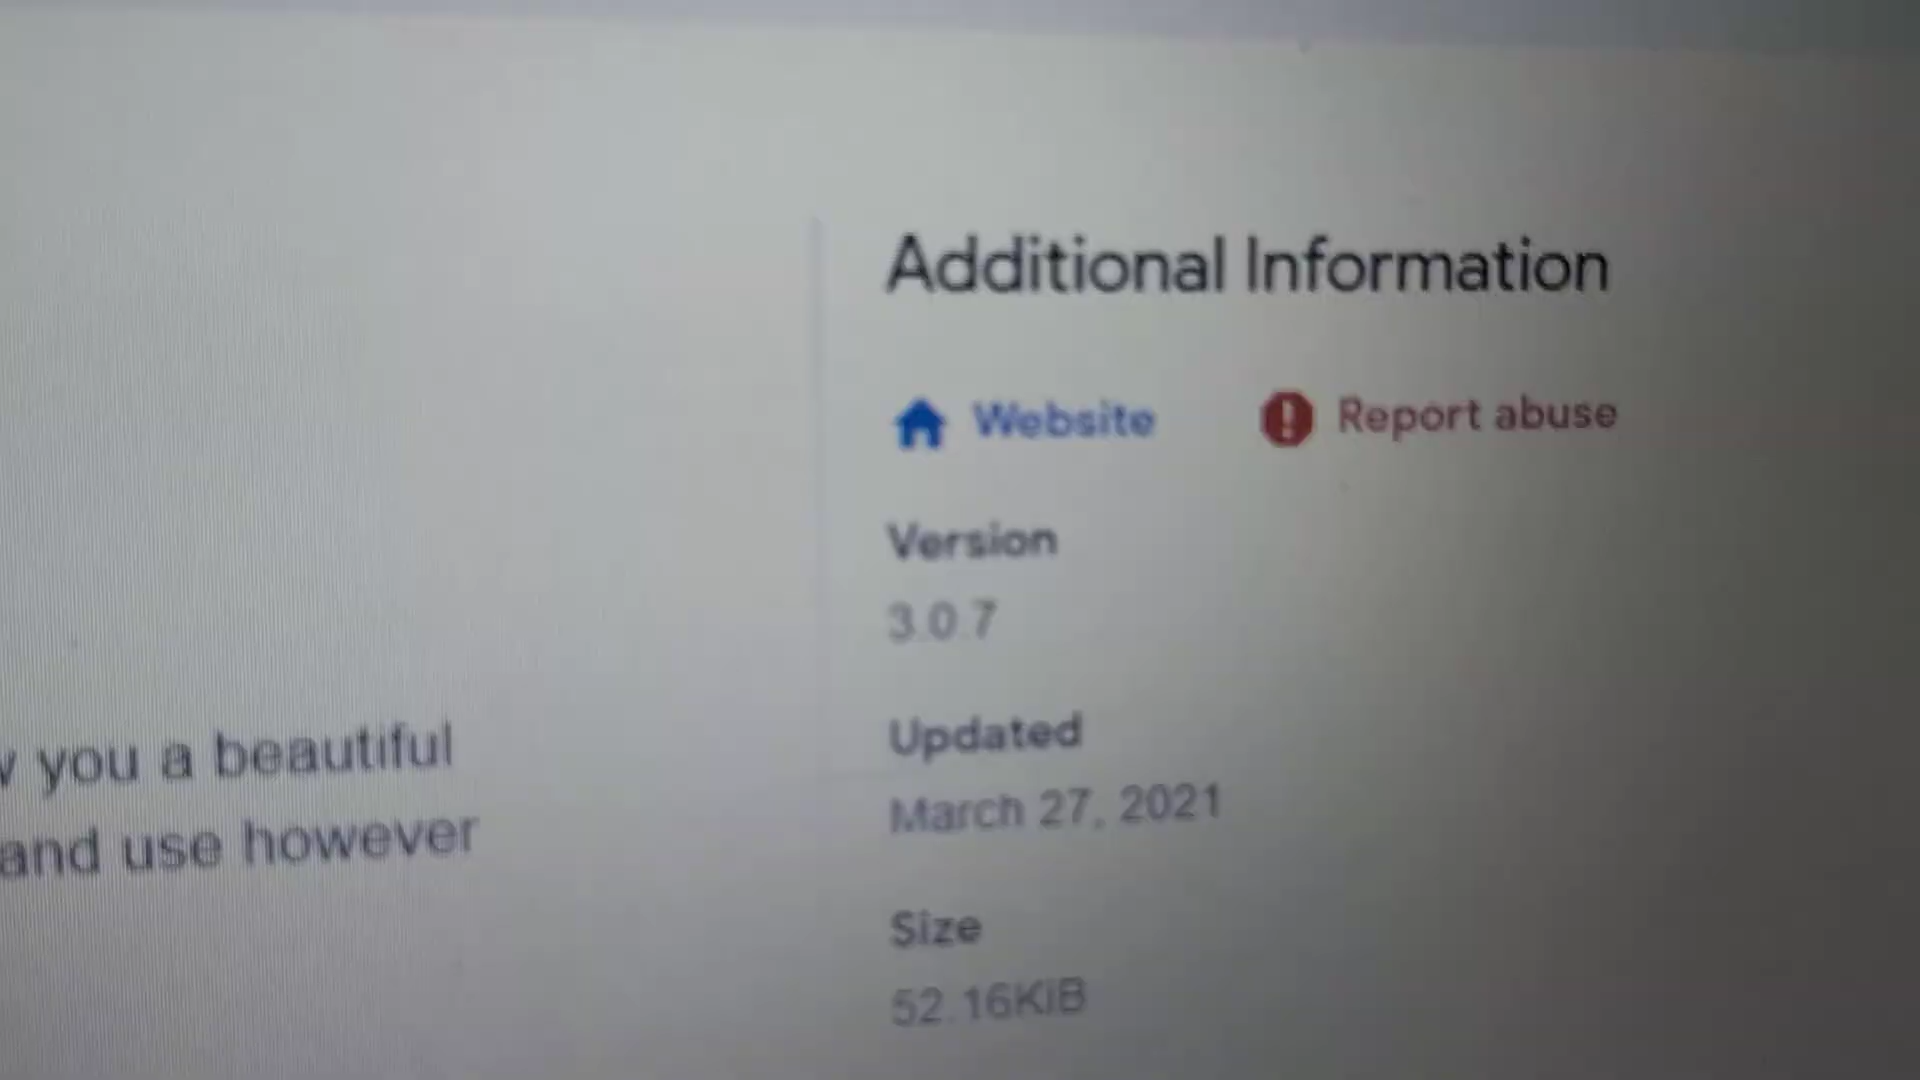 you a beautiful
and use however
Additional Information
Website
Report abuse
Version
3.0.7
Updated
March 27, 2021
Size
52.16KiB